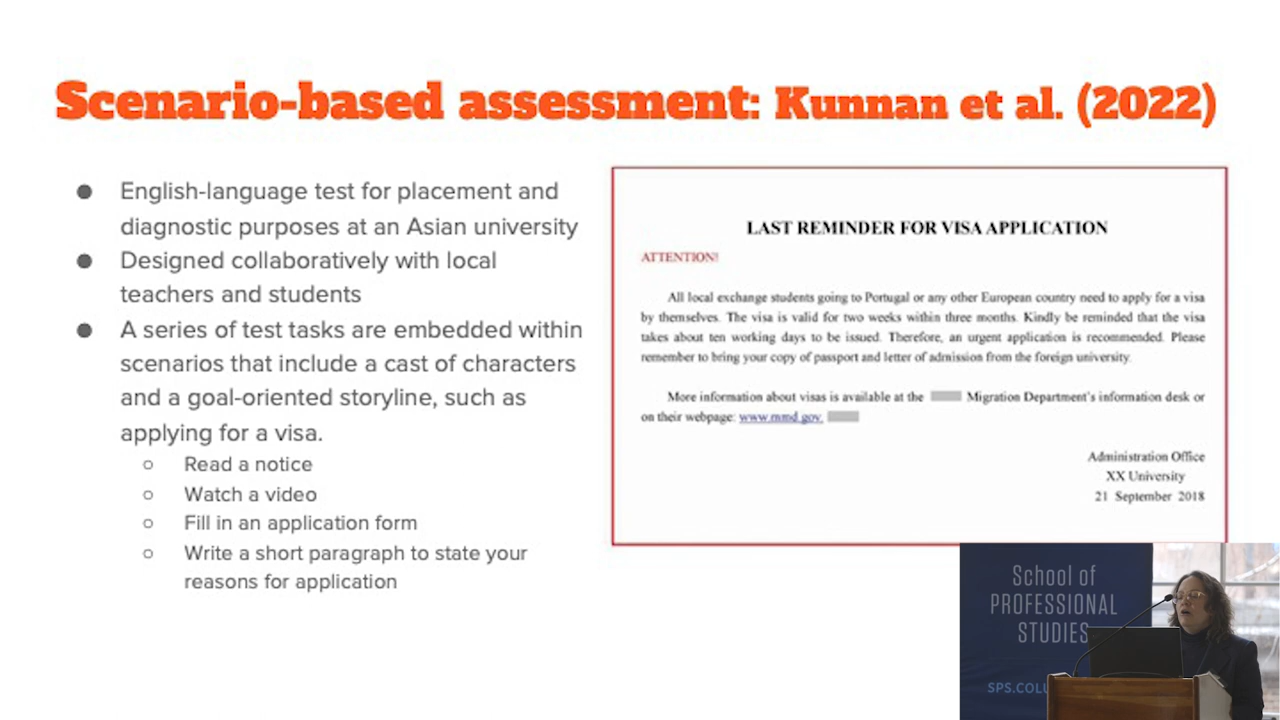 Scenario-based assessment: Kunnan et al. (2022)
● English-language test for placement and
diagnostic purposes at an Asian university
● Designed collaboratively with local
teachers and students
● A series of test tasks are embedded within
scenarios that include a cast of characters
and a goal-oriented storyline, such as
applying for a visa.
○ Read a notice
○ Watch a video
○ Fill in an application form
○ Write a short paragraph to state your
reasons for application
LAST REMINDER FOR VISA APPLICATION
ATTENTION!
All local exchange students going to Portugal or any other European country need to apply for a visa
by themselves. The visa is valid for two weeks within three months. Kindly be reminded that the visa
takes about ten working days to be issued. Therefore, an urgent application is recommended. Please
remember to bring your copy of passport and letter of admission from the foreign university.
More information about visas is available at the Migration Department's information desk or
on their webpage: www.mmd.gov.
Administration Office
XX University
21 September 2018
School of
PROFESSIONAL
STUDIES
SPS.COLU